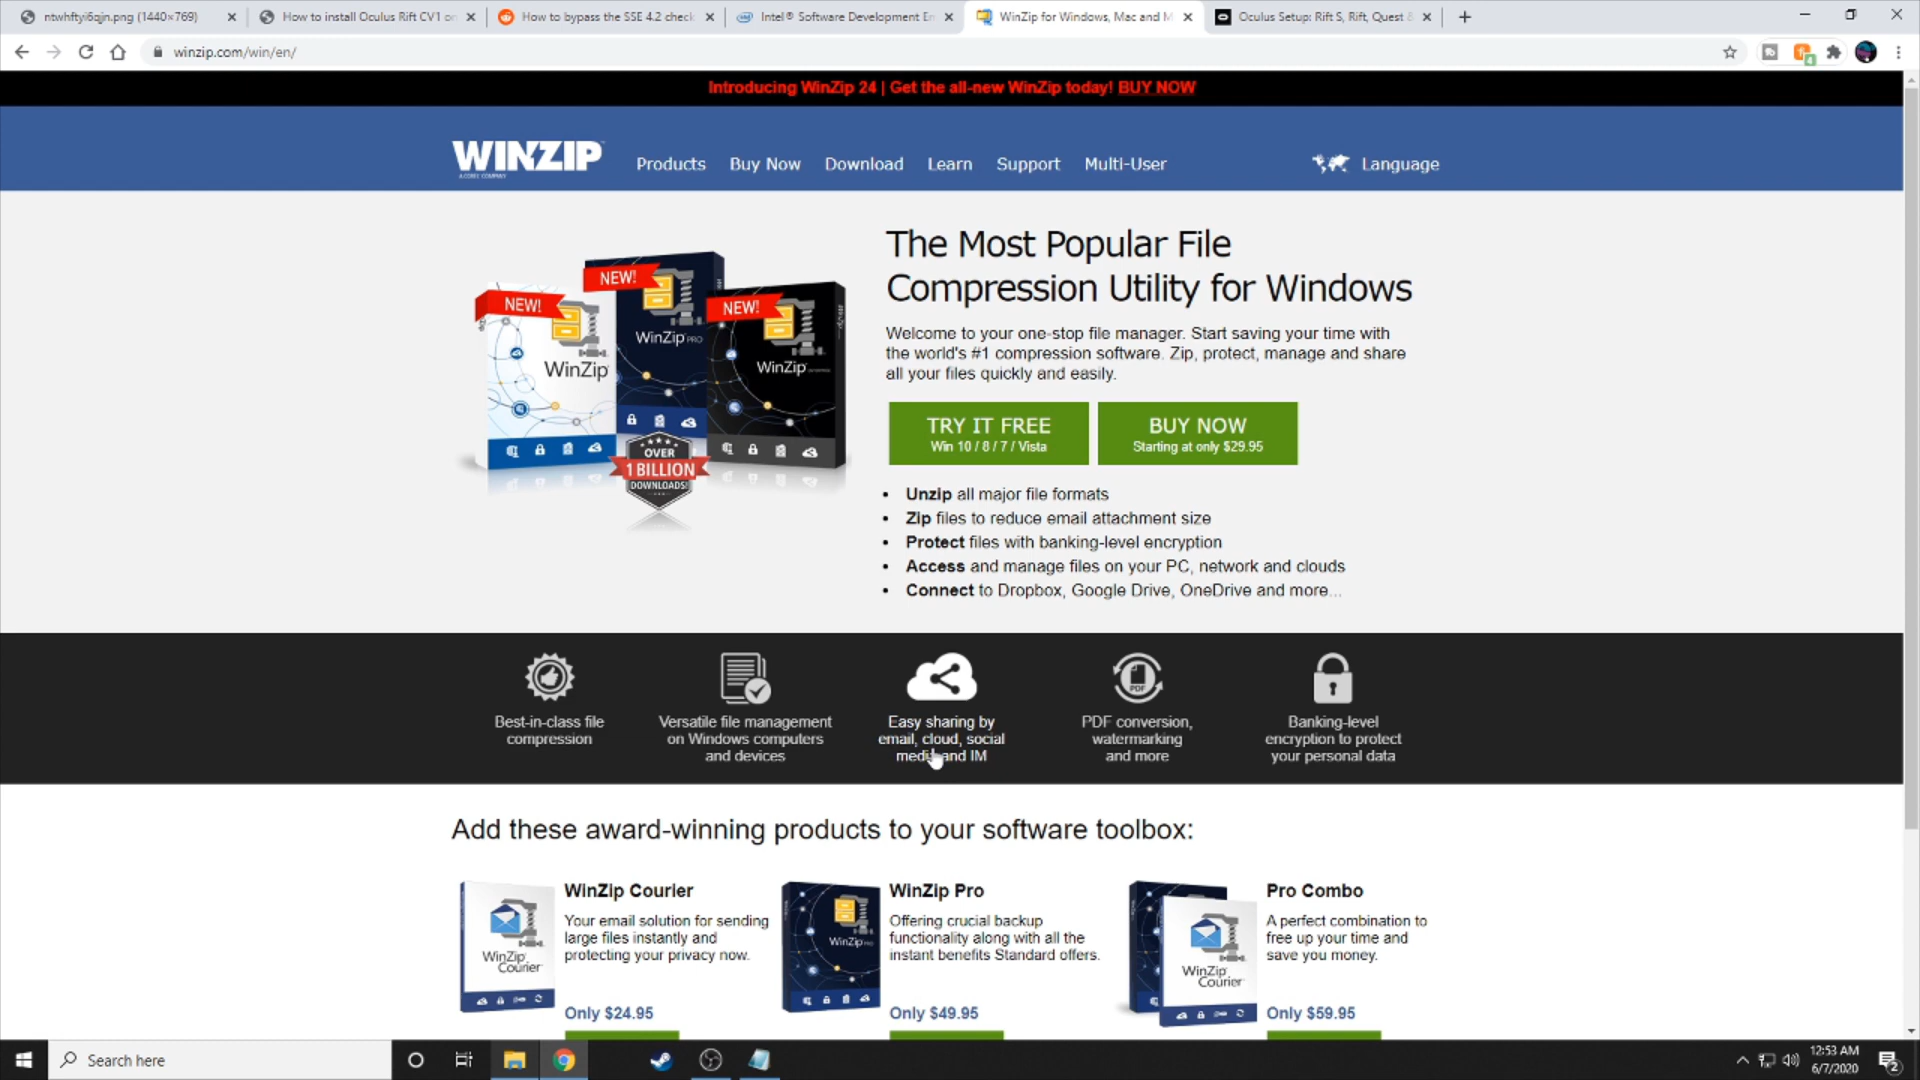 ntwhftyi6qjn.png (1440×769)
How to install Oculus Rift CV1 on
How to bypass the SSE 4.2 check
Intel® Software Development Em
WinZip for Windows, Mac and M
Oculus Setup: Rift S, Rift, Quest &
winzip.com/win/en/
4
Introducing WinZip 24 | Get the all-new WinZip today! BUY NOW
WINZIP
A COREL COMPANY
Products
Buy Now
Download
Learn
Support
Multi-User
Language
NEW!
NEW!
NEW!
WinZip
WinZip PRO
WinZip
OVER
1 BILLION
DOWNLOADS!
The Most Popular File
Compression Utility for Windows
Welcome to your one-stop file manager. Start saving your time with
the world's #1 compression software. Zip, protect, manage and share
all your files quickly and easily.
TRY IT FREE
Win 10 / 8 / 7 / Vista
BUY NOW
Starting at only $29.95
• Unzip all major file formats
• Zip files to reduce email attachment size
• Protect files with banking-level encryption
• Access and manage files on your PC, network and clouds
• Connect to Dropbox, Google Drive, OneDrive and more...
Best-in-class file
compression
Versatile file management
on Windows computers
and devices
Easy sharing by
email, cloud, social
media and IM
PDF
PDF conversion,
watermarking
and more
Banking-level
encryption to protect
your personal data
Add these award-winning products to your software toolbox:
WinZip
Courier
WinZip Courier
Your email solution for sending
large files instantly and
protecting your privacy now.
Only $24.95
WinZip PRO
WinZip Pro
Offering crucial backup
functionality along with all the
instant benefits Standard offers.
Only $49.95
WinZip
Courier
Pro Combo
A perfect combination to
free up your time and
save you money.
Only $59.95
Search here
12:53 AM
6/7/2020
2